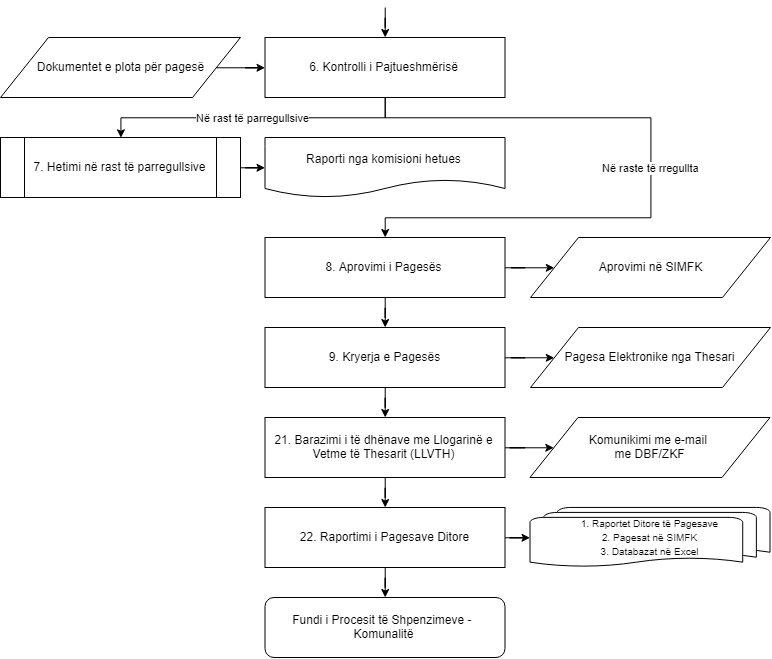 Dokumentet e plota për pagesë
6. Kontrolli i Pajtueshmërisë
Në rast të parregullsive
7. Hetimi në rast të parregullsive
Raporti nga komisioni hetues
Në raste të rregullta
8. Aprovimi i Pagesës
Aprovimi në SIMFK
9. Kryerja e Pagesës
Pagesa Elektronike nga Thesari
21. Barazimi i të dhënave me Llogarinë e
Vetme të Thesarit (LLVTH)
Komunikimi me e-mail
me DBF/ZKF
22. Raportimi i Pagesave Ditore
1. Raportet Ditore të Pagesave
2. Pagesat në SIMFK
3. Databazat në Excel
Fundi i Procesit të Shpenzimeve -
Komunalitë